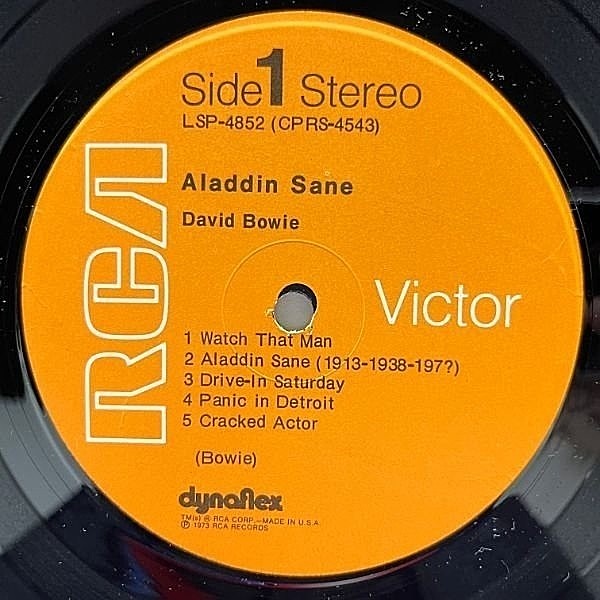 Side 1 Stereo
LSP-4852 (CPRS-4543)
Aladdin Sane
David Bowie
RCA
Victor
1 Watch That Man
2 Aladdin Sane (1913-1938-197?)
3 Drive-In Saturday
4 Panic in Detroit
5 Cracked Actor
(Bowie)
dynaflex
TM(s) ® RCA CORP.—MADE IN U.S.A.
℗ 1973 RCA RECORDS